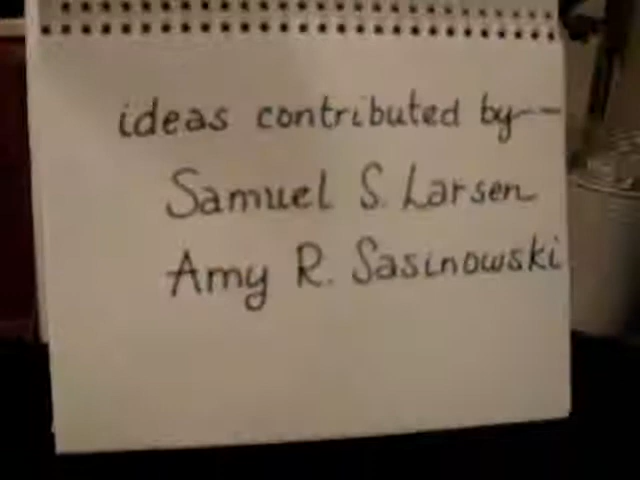 ideas contributed by--
Samuel S. Larsen
Amy R. Sasinowski